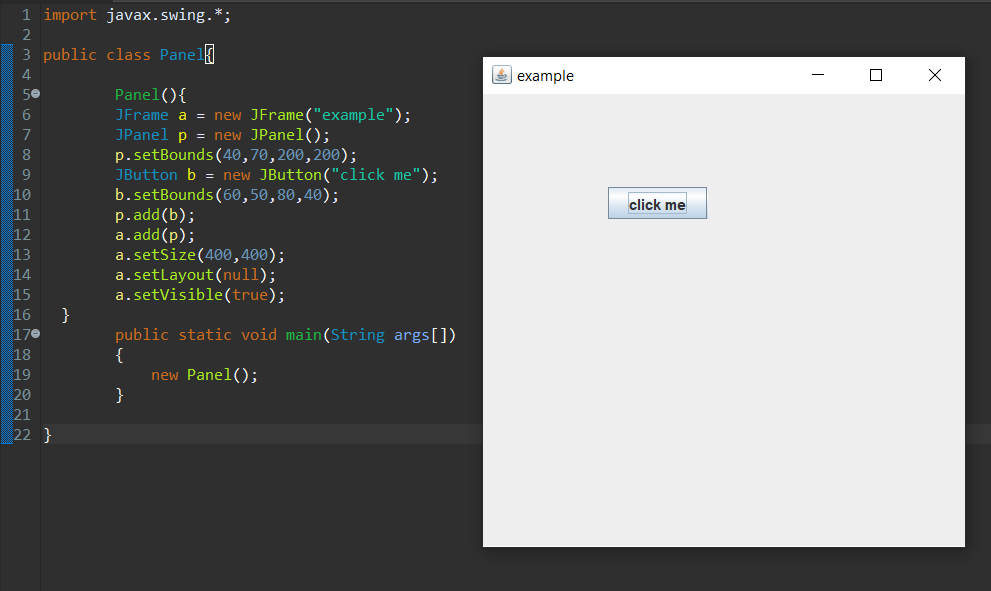 1 import javax.swing.*;
2
3 public class Panel{
4
5 Panel(){
6 JFrame a = new JFrame("example");
7 JPanel p = new JPanel();
8 p.setBounds(40,70,200,200);
9 JButton b = new JButton("click me");
10 b.setBounds(60,50,80,40);
11 p.add(b);
12 a.add(p);
13 a.setSize(400,400);
14 a.setLayout(null);
15 a.setVisible(true);
16 }
17 public static void main(String args[])
18 {
19 new Panel();
20 }
21
22 }
example
click me